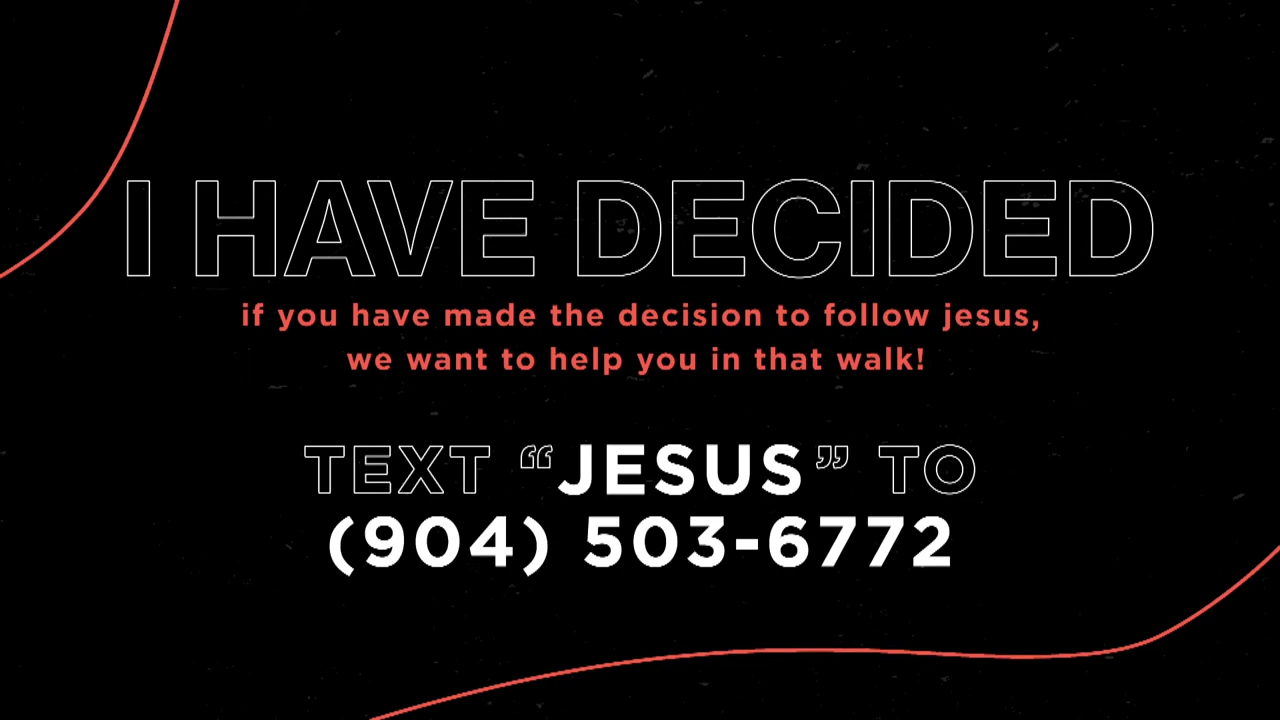 I HAVE DECIDED
if you have made the decision to follow jesus,
we want to help you in that walk!
TEXT “JESUS” TO
(904) 503-6772